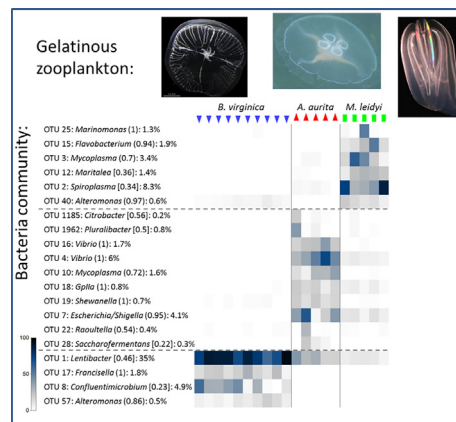 Gelatinous
zooplankton:
B. virginica
A. aurita
M. leidyi
Bacteria community:
OTU 25: Marinomonas (1): 1.3%
OTU 15: Flavobacterium (0.94): 1.9%
OTU 3: Mycoplasma (0.7): 3.4%
OTU 12: Maritalea [0.36]: 1.4%
OTU 2: Spiroplasma [0.34]: 8.3%
OTU 40: Alteromonas (0.97): 0.6%
OTU 1185: Citrobacter [0.56]: 0.2%
OTU 1962: Pluralibacter [0.5]: 0.8%
OTU 16: Vibrio (1): 1.7%
OTU 4: Vibrio (1): 6%
OTU 10: Mycoplasma (0.72): 1.6%
OTU 18: GpIIa (1): 0.8%
OTU 19: Shewanella (1): 0.7%
OTU 7: Escherichia/Shigella (0.95): 4.1%
OTU 22: Raoultella (0.54): 0.4%
OTU 28: Saccharofermentans [0.22]: 0.3%
OTU 1: Lentibacter [0.46]: 35%
OTU 17: Francisella (1): 1.8%
OTU 8: Confluentimicrobium [0.23]: 4.9%
OTU 57: Alteromonas (0.86): 0.5%
100
50
0